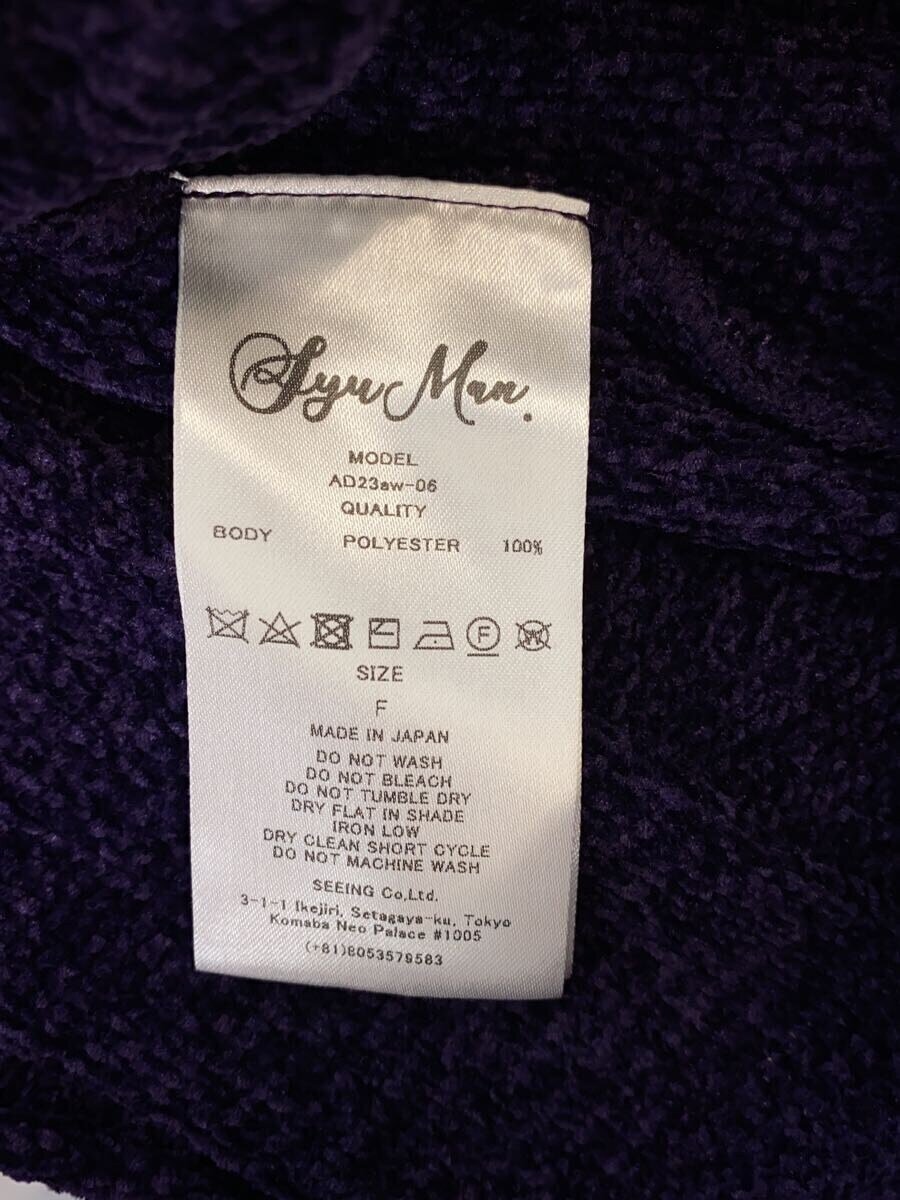 Syu Man.
MODEL
AD23aw-06
QUALITY
BODY POLYESTER 100%
F W
SIZE
F
MADE IN JAPAN
DO NOT WASH
DO NOT BLEACH
DO NOT TUMBLE DRY
DRY FLAT IN SHADE
IRON LOW
DRY CLEAN SHORT CYCLE
DO NOT MACHINE WASH
SEEING Co,Ltd.
3-1-1 Ikejiri, Setagaya-ku, Tokyo
Komaba Neo Palace #1005
(+81)8053579583